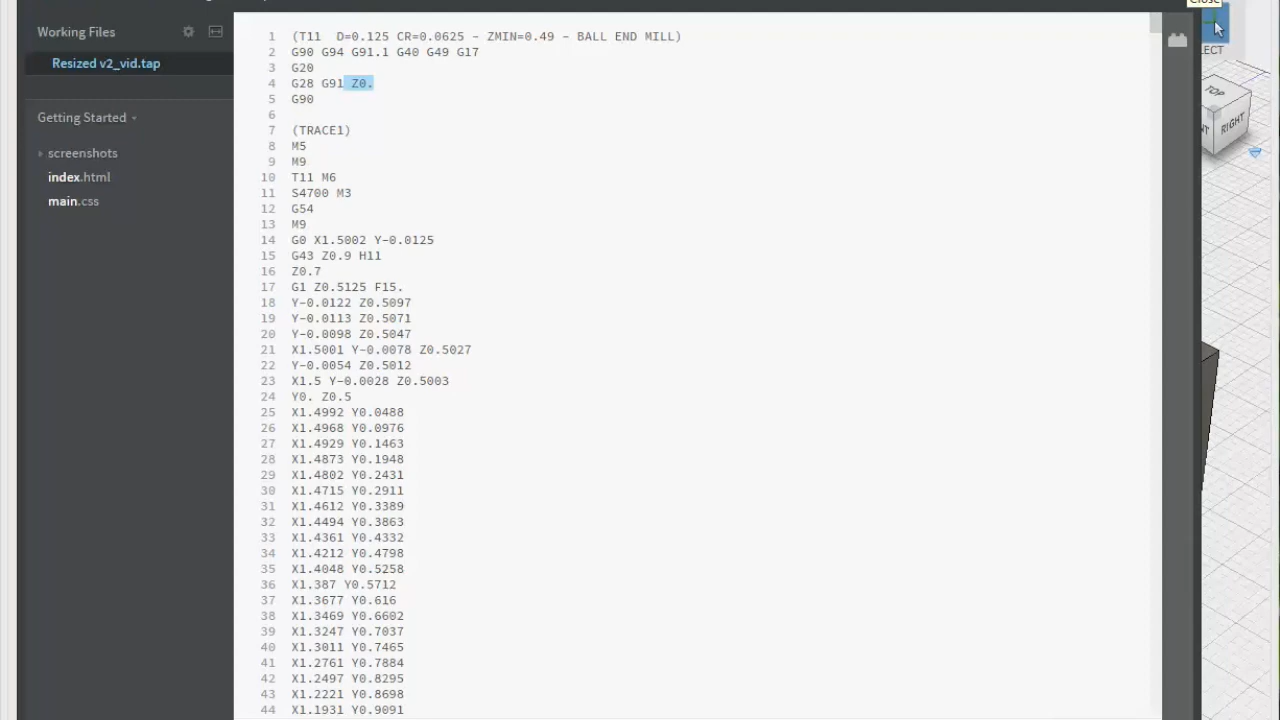 Close
Working Files
Resized v2_vid.tap
Getting Started
screenshots
index.html
main.css
1 (T11  D=0.125 CR=0.0625 - ZMIN=0.49 - BALL END MILL)
2 G90 G94 G91.1 G40 G49 G17
3 G20
4 G28 G91 Z0.
5 G90
6
7 (TRACE1)
8 M5
9 M9
10 T11 M6
11 S4700 M3
12 G54
13 M9
14 G0 X1.5002 Y-0.0125
15 G43 Z0.9 H11
16 Z0.7
17 G1 Z0.5125 F15.
18 Y-0.0122 Z0.5097
19 Y-0.0113 Z0.5071
20 Y-0.0098 Z0.5047
21 X1.5001 Y-0.0078 Z0.5027
22 Y-0.0054 Z0.5012
23 X1.5 Y-0.0028 Z0.5003
24 Y0. Z0.5
25 X1.4992 Y0.0488
26 X1.4968 Y0.0976
27 X1.4929 Y0.1463
28 X1.4873 Y0.1948
29 X1.4802 Y0.2431
30 X1.4715 Y0.2911
31 X1.4612 Y0.3389
32 X1.4494 Y0.3863
33 X1.4361 Y0.4332
34 X1.4212 Y0.4798
35 X1.4048 Y0.5258
36 X1.387 Y0.5712
37 X1.3677 Y0.616
38 X1.3469 Y0.6602
39 X1.3247 Y0.7037
40 X1.3011 Y0.7465
41 X1.2761 Y0.7884
42 X1.2497 Y0.8295
43 X1.2221 Y0.8698
44 X1.1931 Y0.9091
LECT
TOP
NT
RIGHT